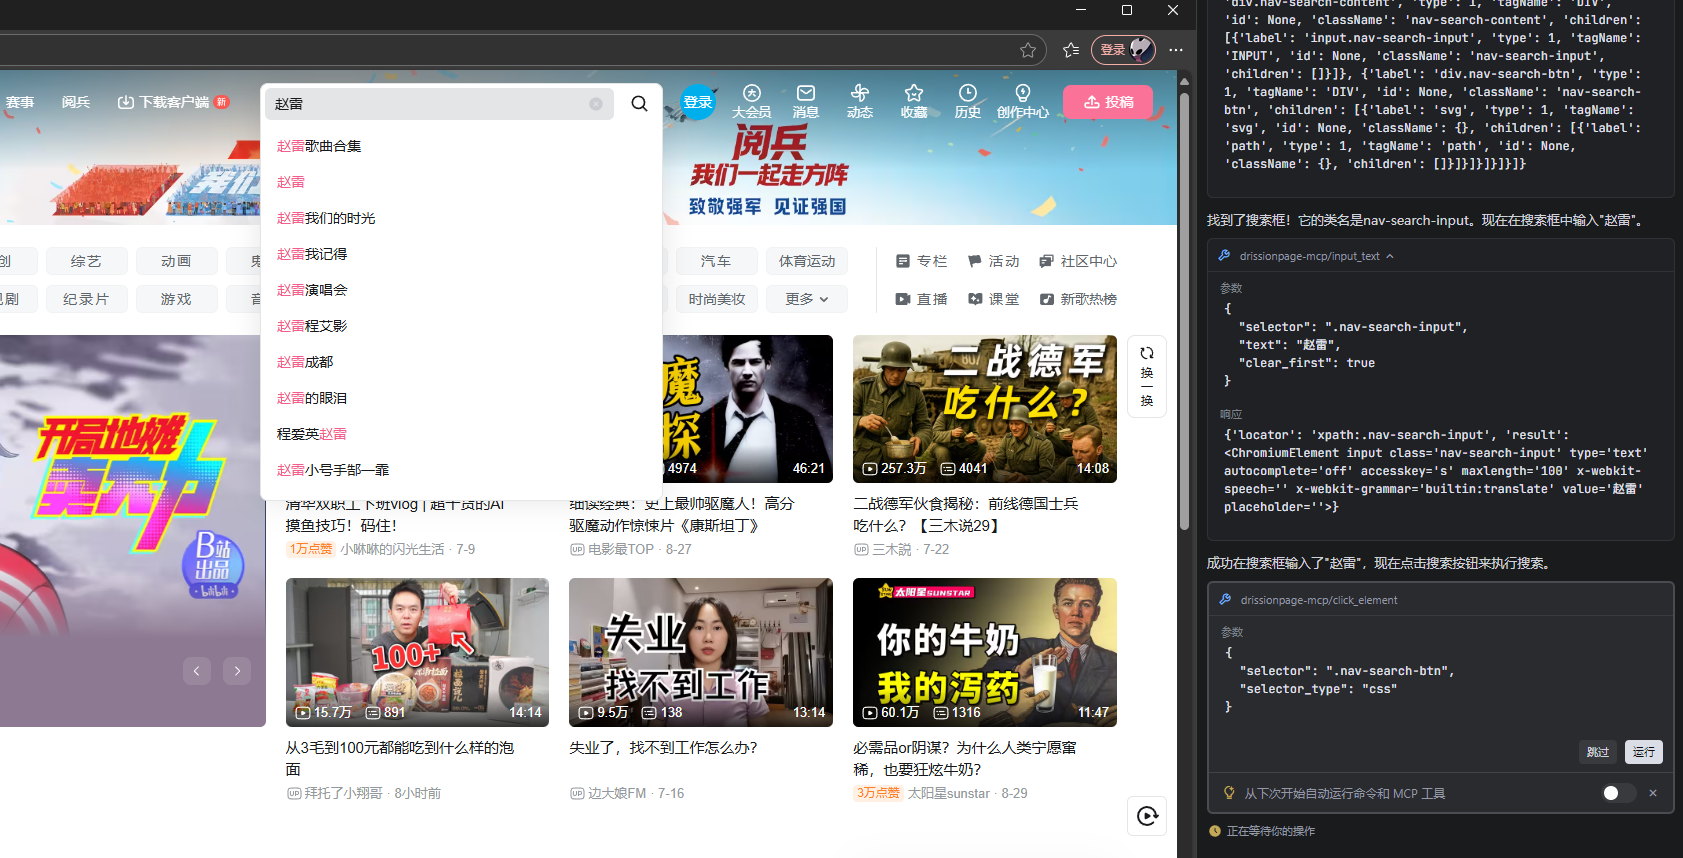 登录
赛事
阅兵
下载客户端
新
赵雷
登录
大会员
消息
动态
收藏
历史
创作中心
投稿
赵雷歌曲合集
赵雷
赵雷我们的时光
赵雷我记得
赵雷演唱会
赵雷程艾影
赵雷成都
赵雷的眼泪
程爱英赵雷
赵雷小号手郜一霏
阅兵
我们一起走方阵
致敬强军 见证强国
创
综艺
动画
汽车
体育运动
专栏
活动
社区中心
剧
纪录片
游戏
音
时尚美妆
更多
直播
课堂
新歌热榜
开局地摊
卖大力
B站
出品
bilibili
魔
探
4974
46:21
二战德军
吃什么?
257.3万
4041
14:08
换
一
换
清华双职工下班vlog | 超干货的AI
摸鱼技巧！码住！
1万点赞 小咻咻的闪光生活 · 7-9
细读经典：史上最帅驱魔人！高分
驱魔动作惊悚片《康斯坦丁》
UP 电影最TOP · 8-27
二战德军伙食揭秘：前线德国士兵
吃什么？【三木说29】
UP 三木説 · 7-22
100+
15.7万
891
14:14
失业
找不到工作
9.5万
138
13:14
太阳星SUNSTAR
你的牛奶
我的泻药
60.1万
1316
11:47
从3毛到100元都能吃到什么样的泡
面
UP 拜托了小翔哥 · 8小时前
失业了，找不到工作怎么办？
UP 边大娘FM · 7-16
必需品or阴谋？为什么人类宁愿窜
稀，也要狂炫牛奶？
3万点赞 太阳星sunstar · 8-29
'div.nav-search-content', 'type': 1, 'tagName': 'DIV',
'id': None, 'className': 'nav-search-content', 'children':
[{'label': 'input.nav-search-input', 'type': 1, 'tagName':
'INPUT', 'id': None, 'className': 'nav-search-input',
'children': []}]}, {'label': 'div.nav-search-btn', 'type':
1, 'tagName': 'DIV', 'id': None, 'className': 'nav-search-
btn', 'children': [{'label': 'svg', 'type': 1, 'tagName':
'svg', 'id': None, 'className': {}, 'children': [{'label':
'path', 'type': 1, 'tagName': 'path', 'id': None,
'className': {}, 'children': []}]}]}]}]}]}
找到了搜索框！它的类名是nav-search-input。现在在搜索框中输入"赵雷"。
drissionpage-mcp/input_text
参数
{
"selector": ".nav-search-input",
"text": "赵雷",
"clear_first": true
}
响应
{'locator': 'xpath:.nav-search-input', 'result':
<ChromiumElement input class='nav-search-input' type='text'
autocomplete='off' accesskey='s' maxlength='100' x-webkit-
speech='' x-webkit-grammar='builtin:translate' value='赵雷'
placeholder=''>}
成功在搜索框输入了"赵雷"，现在点击搜索按钮来执行搜索。
drissionpage-mcp/click_element
参数
{
"selector": ".nav-search-btn",
"selector_type": "css"
}
跳过
运行
从下次开始自动运行命令和 MCP 工具
正在等待你的操作